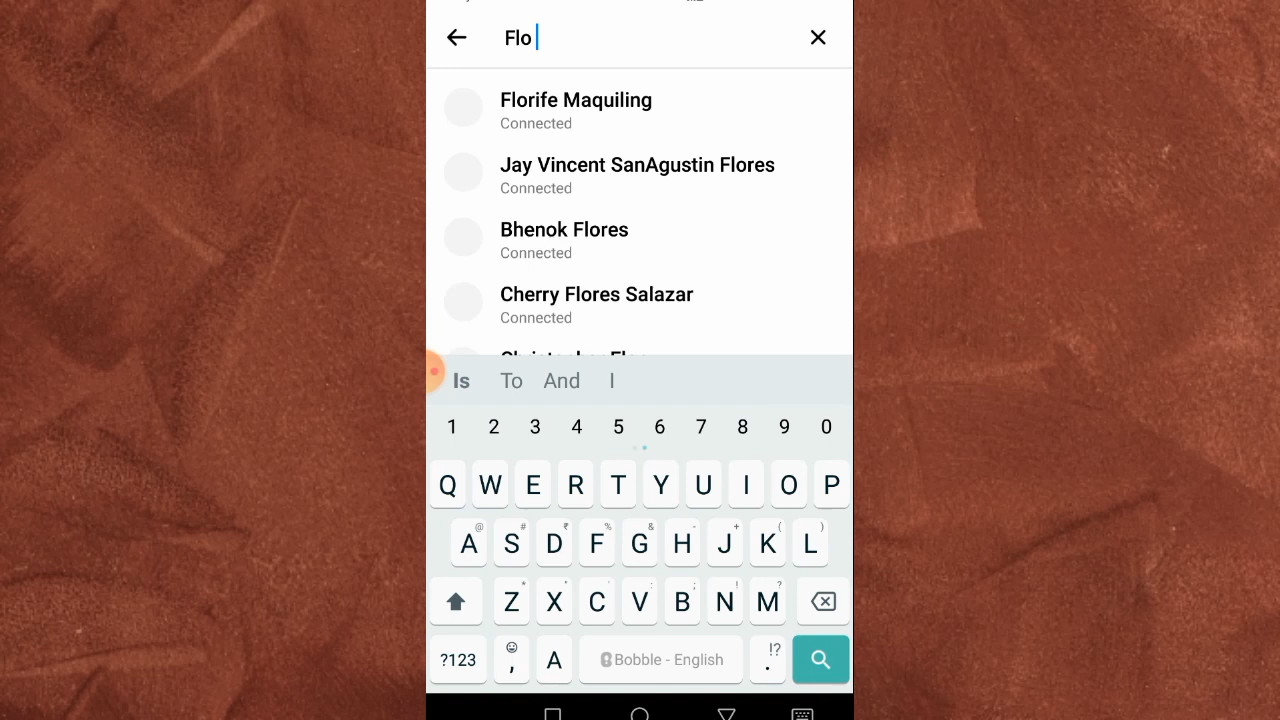 Flo
Florife Maquiling
Connected
Jay Vincent SanAgustin Flores
Connected
Bhenok Flores
Connected
Cherry Flores Salazar
Connected
Is To And I
1 2 3 4 5 6 7 8 9 0
Q W E R T Y U I O P
@ # ₹ % & - + ( )
A S D F G H J K L
* " ' : ; ! ?
Z X C V B N M
!?
?123 , A Bobble - English .